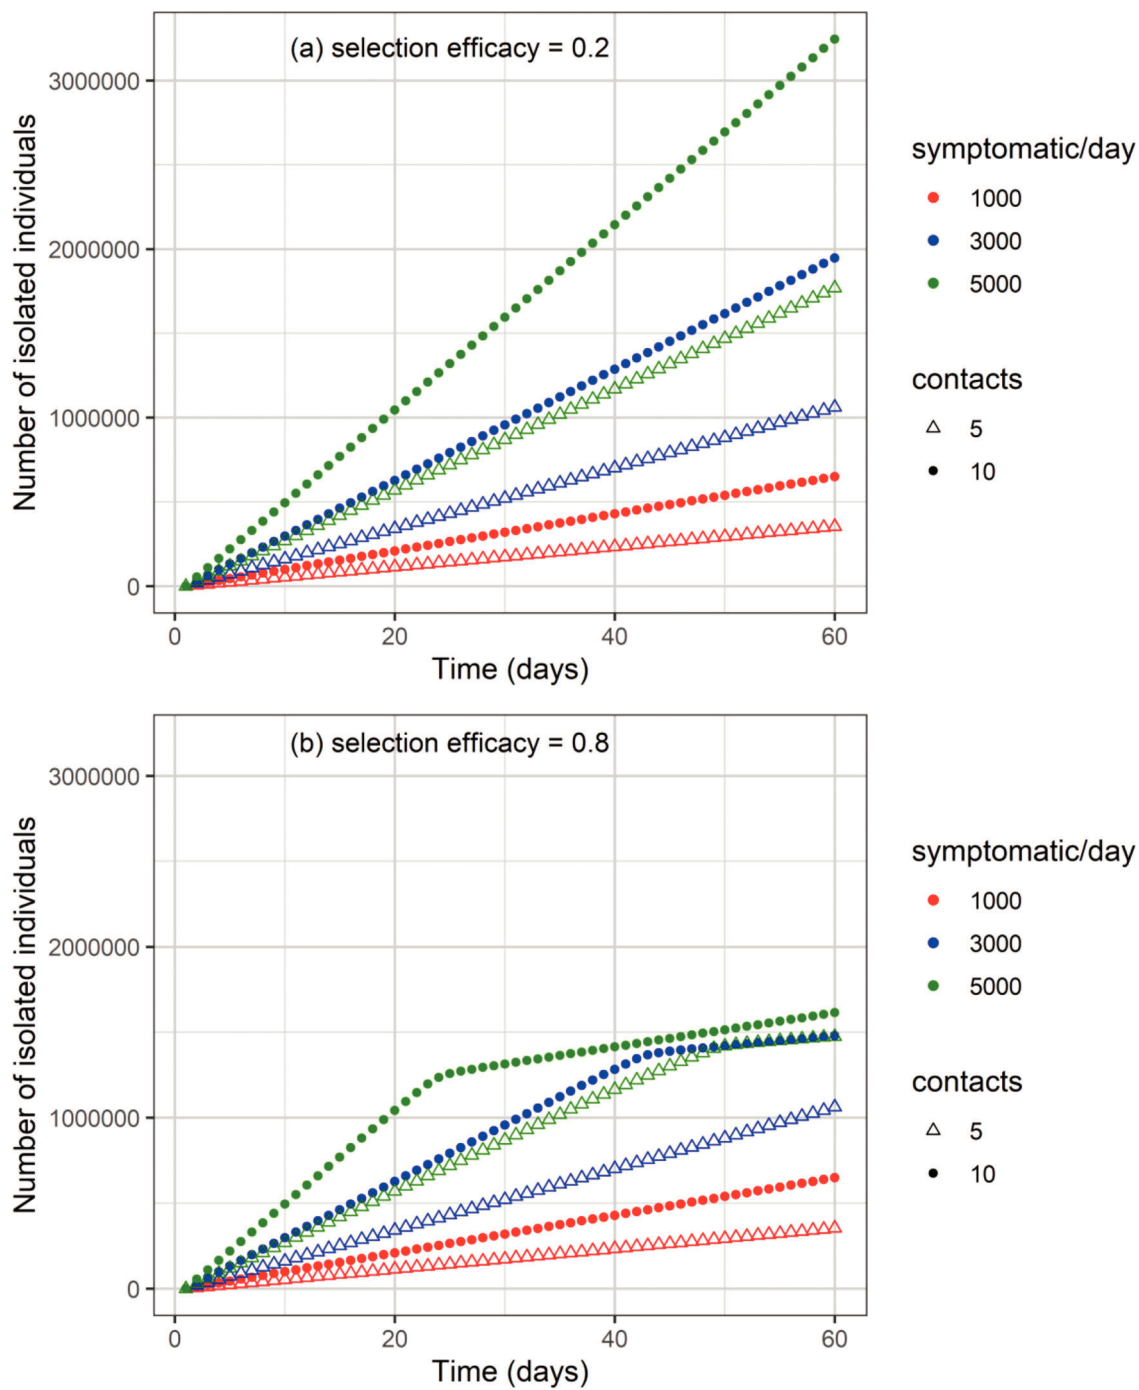 (a) selection efficacy = 0.2
Number of isolated individuals
3000000
2000000
1000000
0
0 20 40 60
Time (days)
symptomatic/day
1000
3000
5000
contacts
5
10
(b) selection efficacy = 0.8
Number of isolated individuals
3000000
2000000
1000000
0
0 20 40 60
Time (days)
symptomatic/day
1000
3000
5000
contacts
5
10